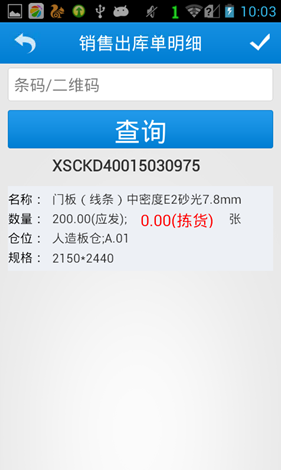 1
10:03
销售出库单明细
条码/二维码
查询
XSCKD40015030975
名称： 门板（线条）中密度E2砂光7.8mm
数量： 200.00(应发); 0.00(拣货) 张
仓位： 人造板仓;A.01
规格： 2150*2440